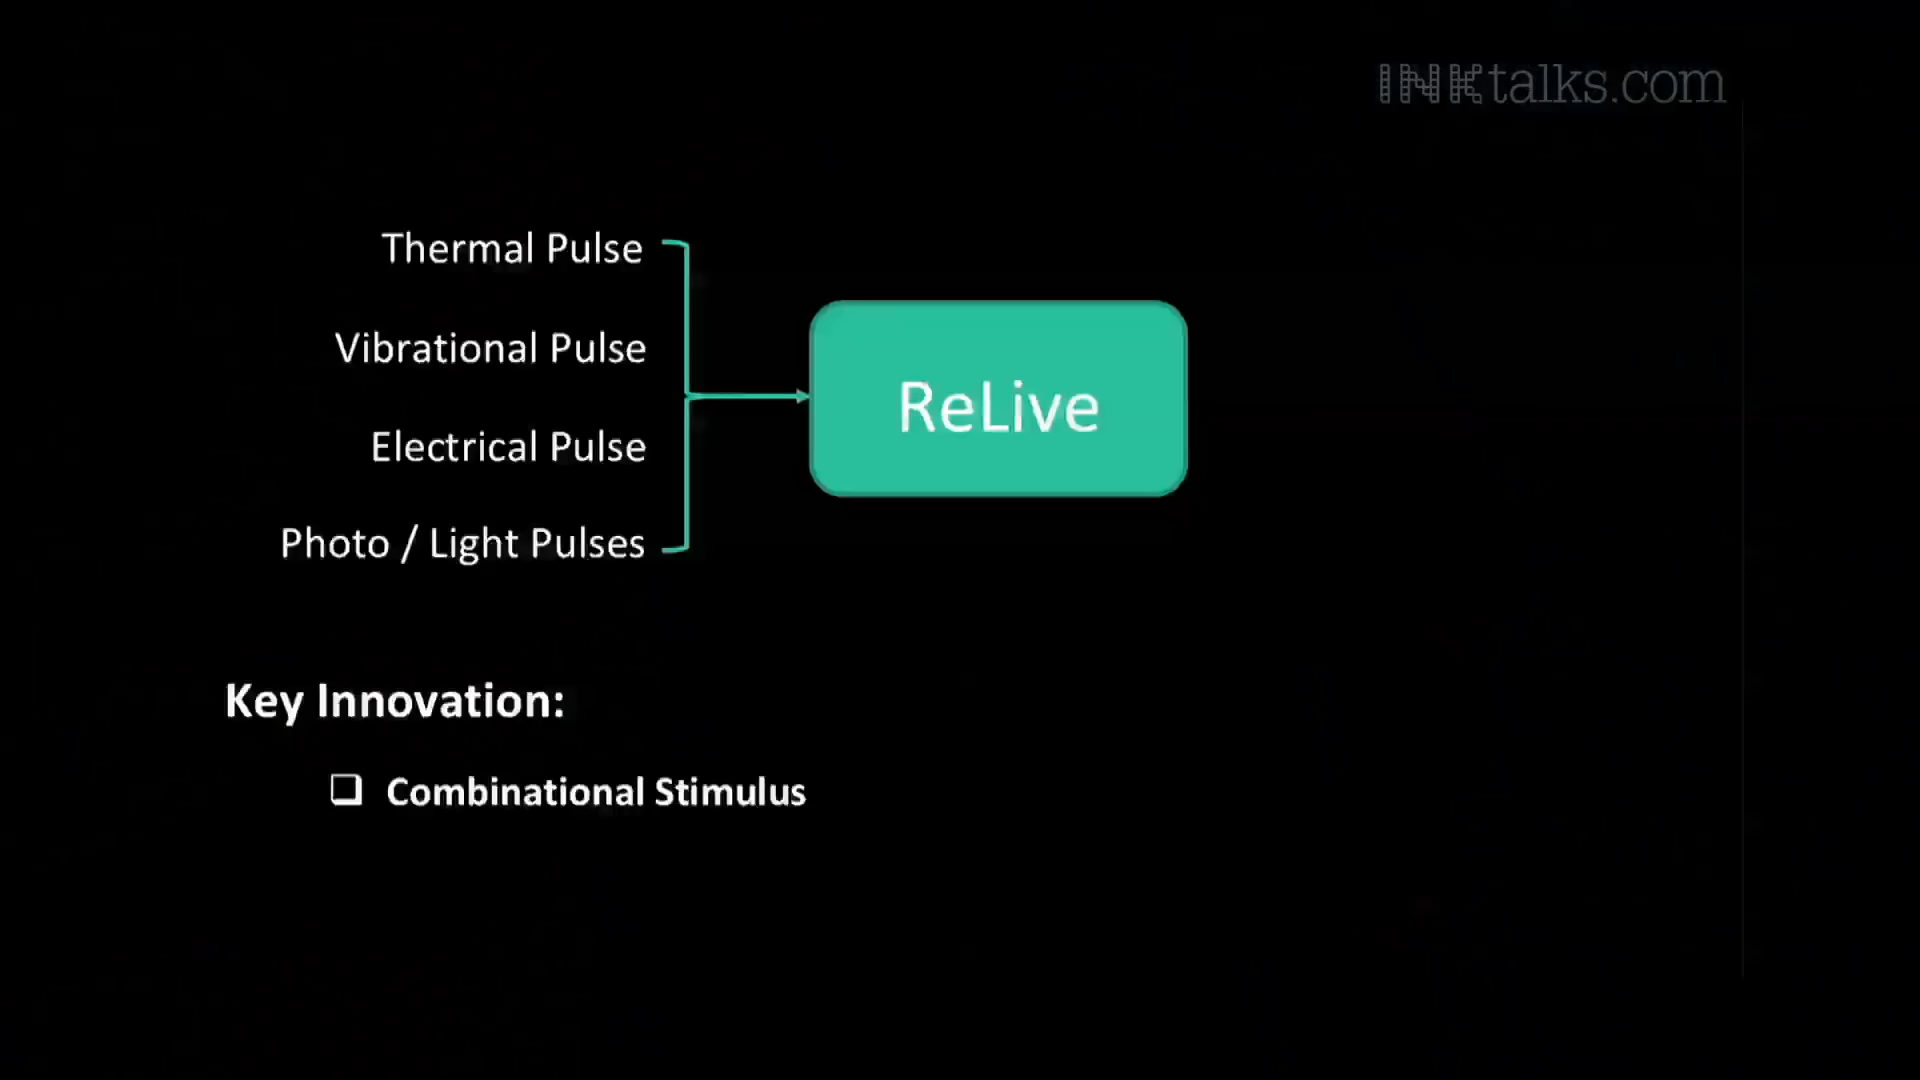 INKtalks.com
Thermal Pulse
Vibrational Pulse
Electrical Pulse
Photo / Light Pulses
ReLive
Key Innovation:
❑ Combinational Stimulus